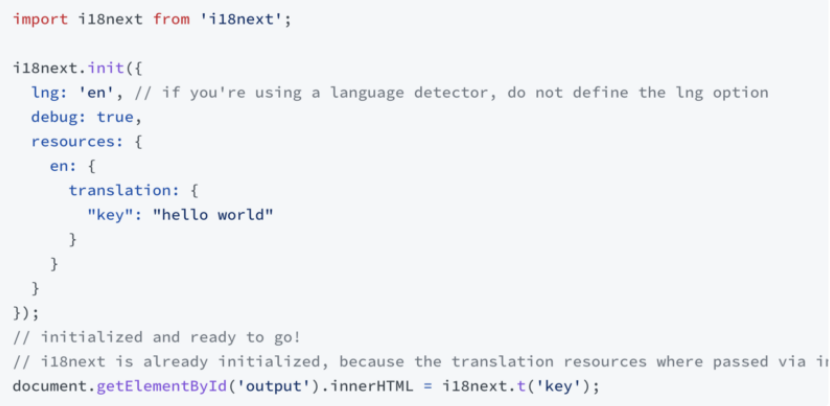 import i18next from 'i18next';

i18next.init({
  lng: 'en', // if you're using a language detector, do not define the lng option
  debug: true,
  resources: {
    en: {
      translation: {
        "key": "hello world"
      }
    }
  }
});
// initialized and ready to go!
// i18next is already initialized, because the translation resources where passed via
document.getElementById('output').innerHTML = i18next.t('key');